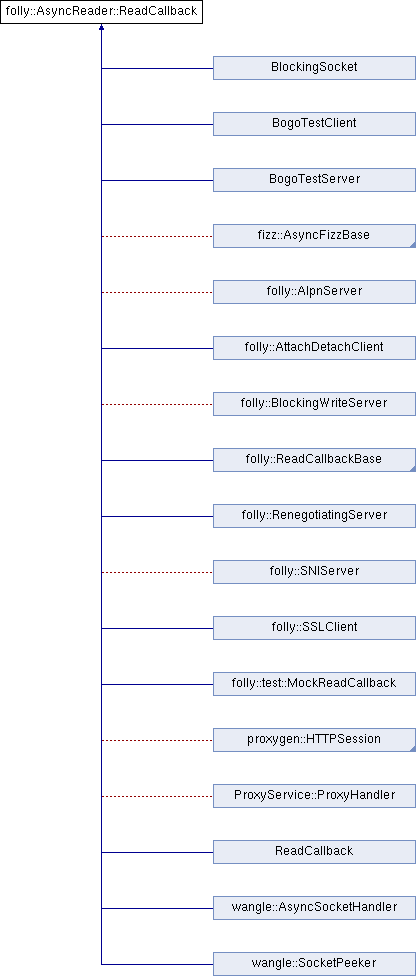 folly::AsyncReader::ReadCallback
BlockingSocket
BogoTestClient
BogoTestServer
fizz::AsyncFizzBase
folly::AlpnServer
folly::AttachDetachClient
folly::BlockingWriteServer
folly::ReadCallbackBase
folly::RenegotiatingServer
folly::SNIServer
folly::SSLClient
folly::test::MockReadCallback
proxygen::HTTPSession
ProxyService::ProxyHandler
ReadCallback
wangle::AsyncSocketHandler
wangle::SocketPeeker